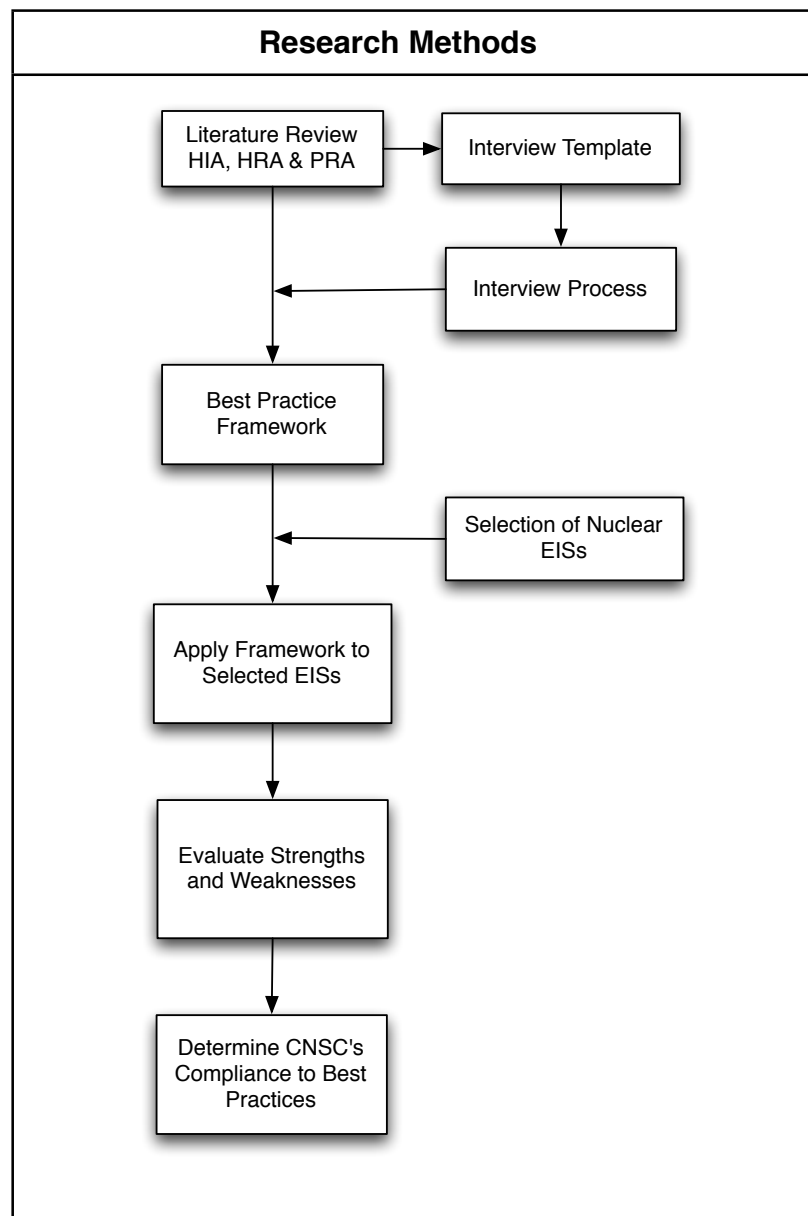 Research Methods
Literature Review
HIA, HRA & PRA
Interview Template
Interview Process
Best Practice
Framework
Selection of Nuclear
EISs
Apply Framework to
Selected EISs
Evaluate Strengths
and Weaknesses
Determine CNSC's
Compliance to Best
Practices